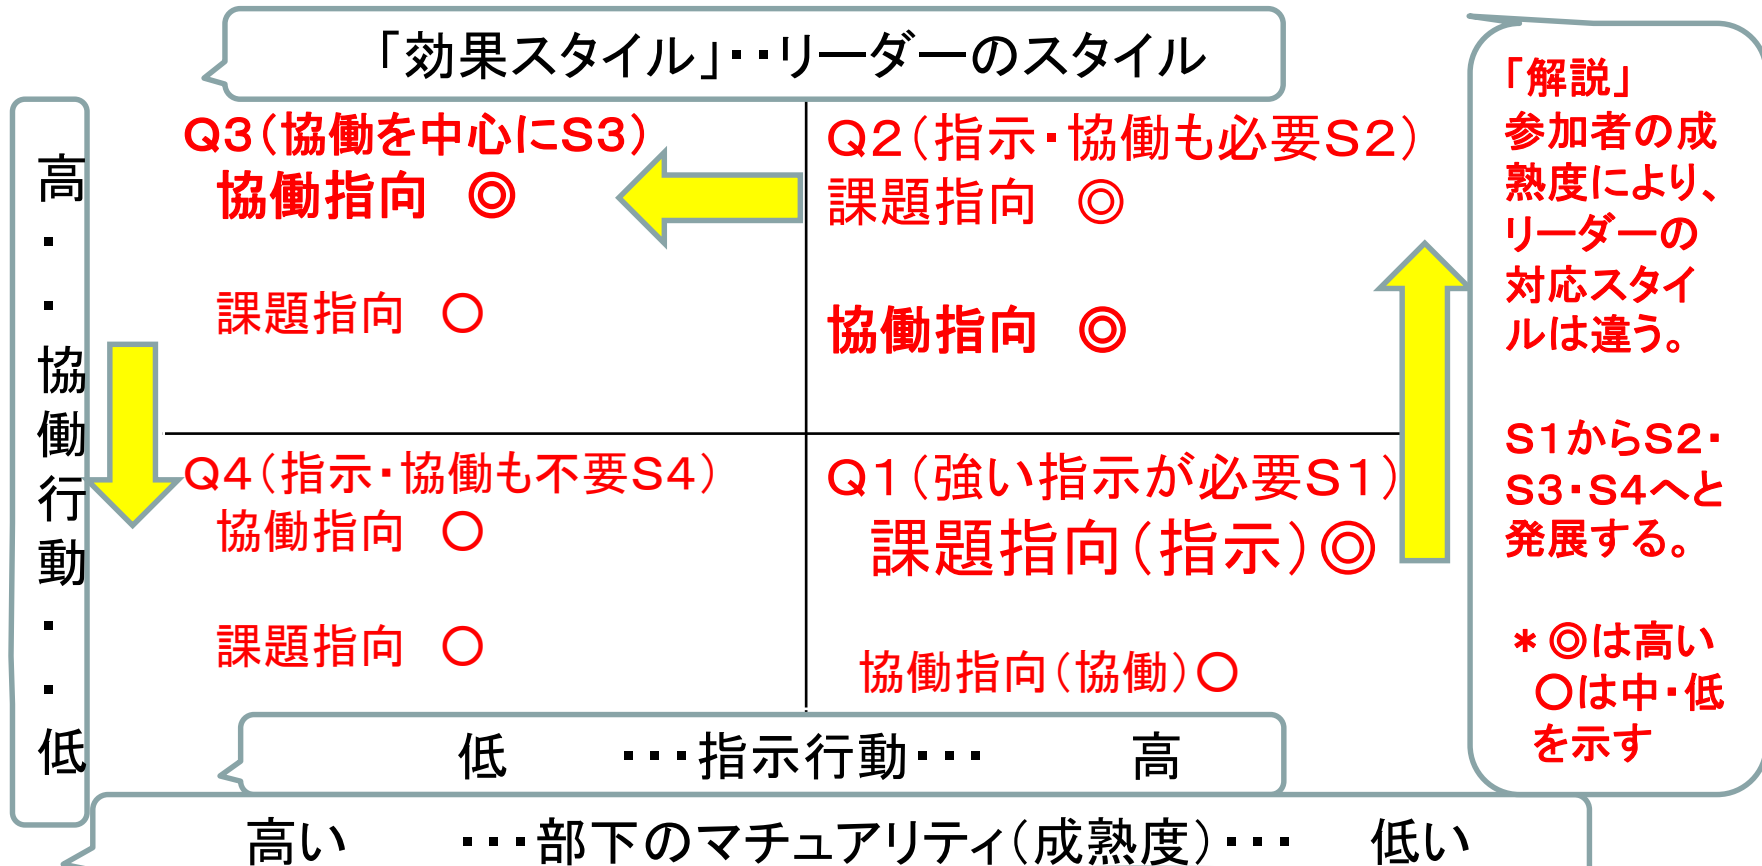 「効果スタイル」・・リーダーのスタイル
高・・協働行動・・低
Q3(協働を中心にS3)
協働指向　◎
課題指向　○
Q2(指示・協働も必要S2)
課題指向　◎
協働指向　◎
Q4(指示・協働も不要S4)
協働指向　○
課題指向　○
Q1(強い指示が必要S1)
課題指向(指示)◎
協働指向(協働)○
低　・・・指示行動・・・　高
高い　・・・部下のマチュアリティ(成熟度)・・・　低い
「解説」
参加者の成
熟度により、
リーダーの
対応スタイ
ルは違う。
S1からS2・
S3・S4へと
発展する。
*◎は高い
○は中・低
を示す